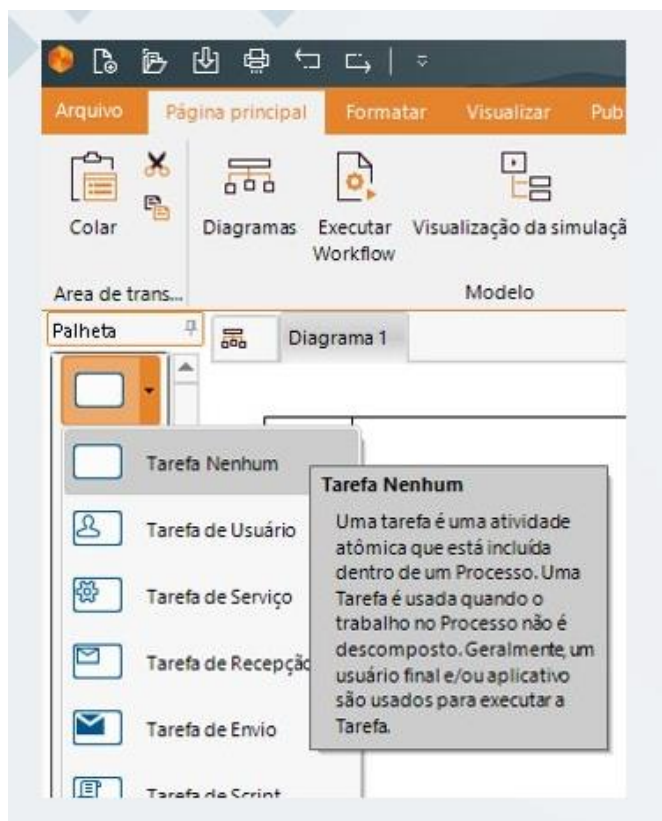 Arquivo
Página principal
Formatar
Visualizar
Pub
Colar
Diagramas
Executar
Workflow
Visualização da simulaçã
Area de trans...
Modelo
Palheta
Diagrama 1
Tarefa Nenhum
Tarefa de Usuário
Tarefa de Serviço
Tarefa de Recepçã
Tarefa de Envio
Tarefa de Script
Tarefa Nenhum
Uma tarefa é uma atividade
atômica que está incluída
dentro de um Processo. Uma
Tarefa é usada quando o
trabalho no Processo não é
descomposto. Geralmente, um
usuário final e/ou aplicativo
são usados para executar a
Tarefa.